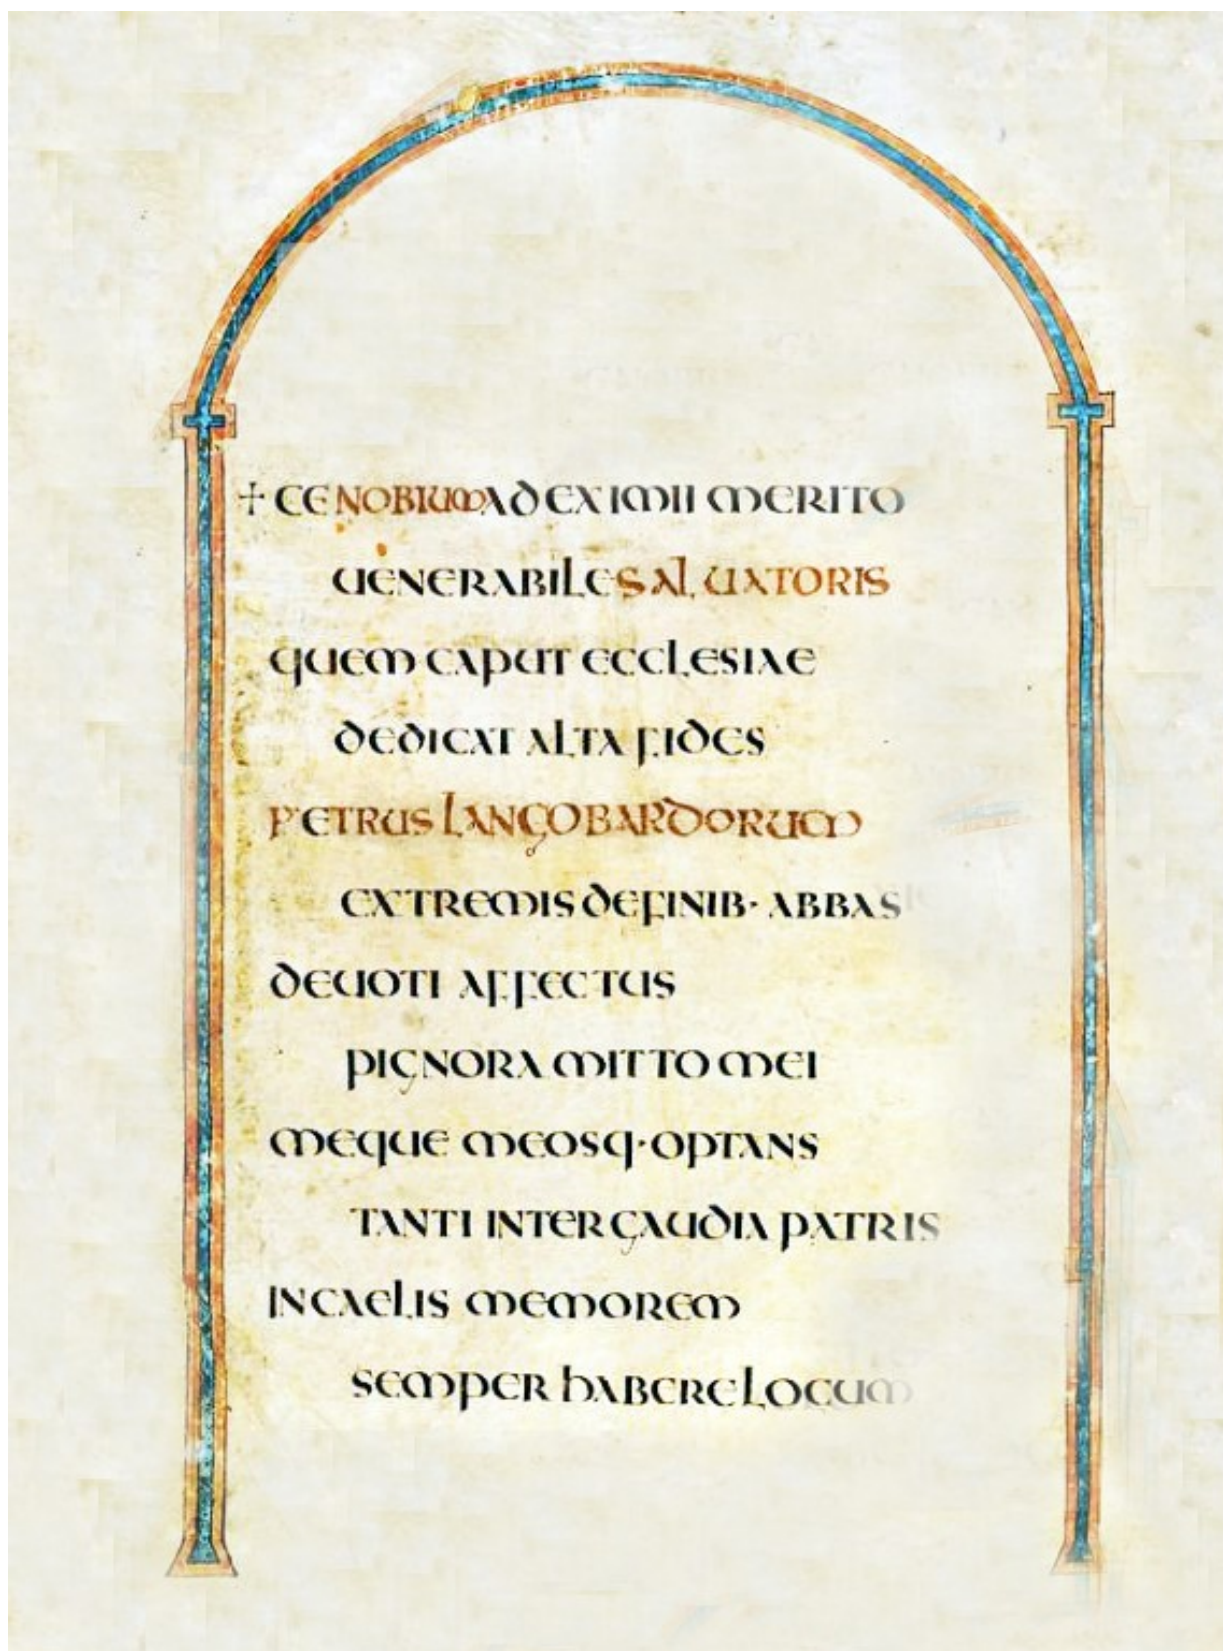 + CENOBIUM AD EXIMII MERITO
UENERABILE SALUATORIS
QUEM CAPUT ECCLESIAE
DEDICAT ALTA FIDES
PETRUS LANGOBARDORUM
EXTREMIS DE FINIB· ABBAS
DEUOTI AFFECTUS
PIGNORA MITTO MEI
MEQUE MEOSQ· OPTANS
TANTI INTER GAUDIA PATRIS
IN CAELIS MEMOREM
SEMPER HABERE LOCUM